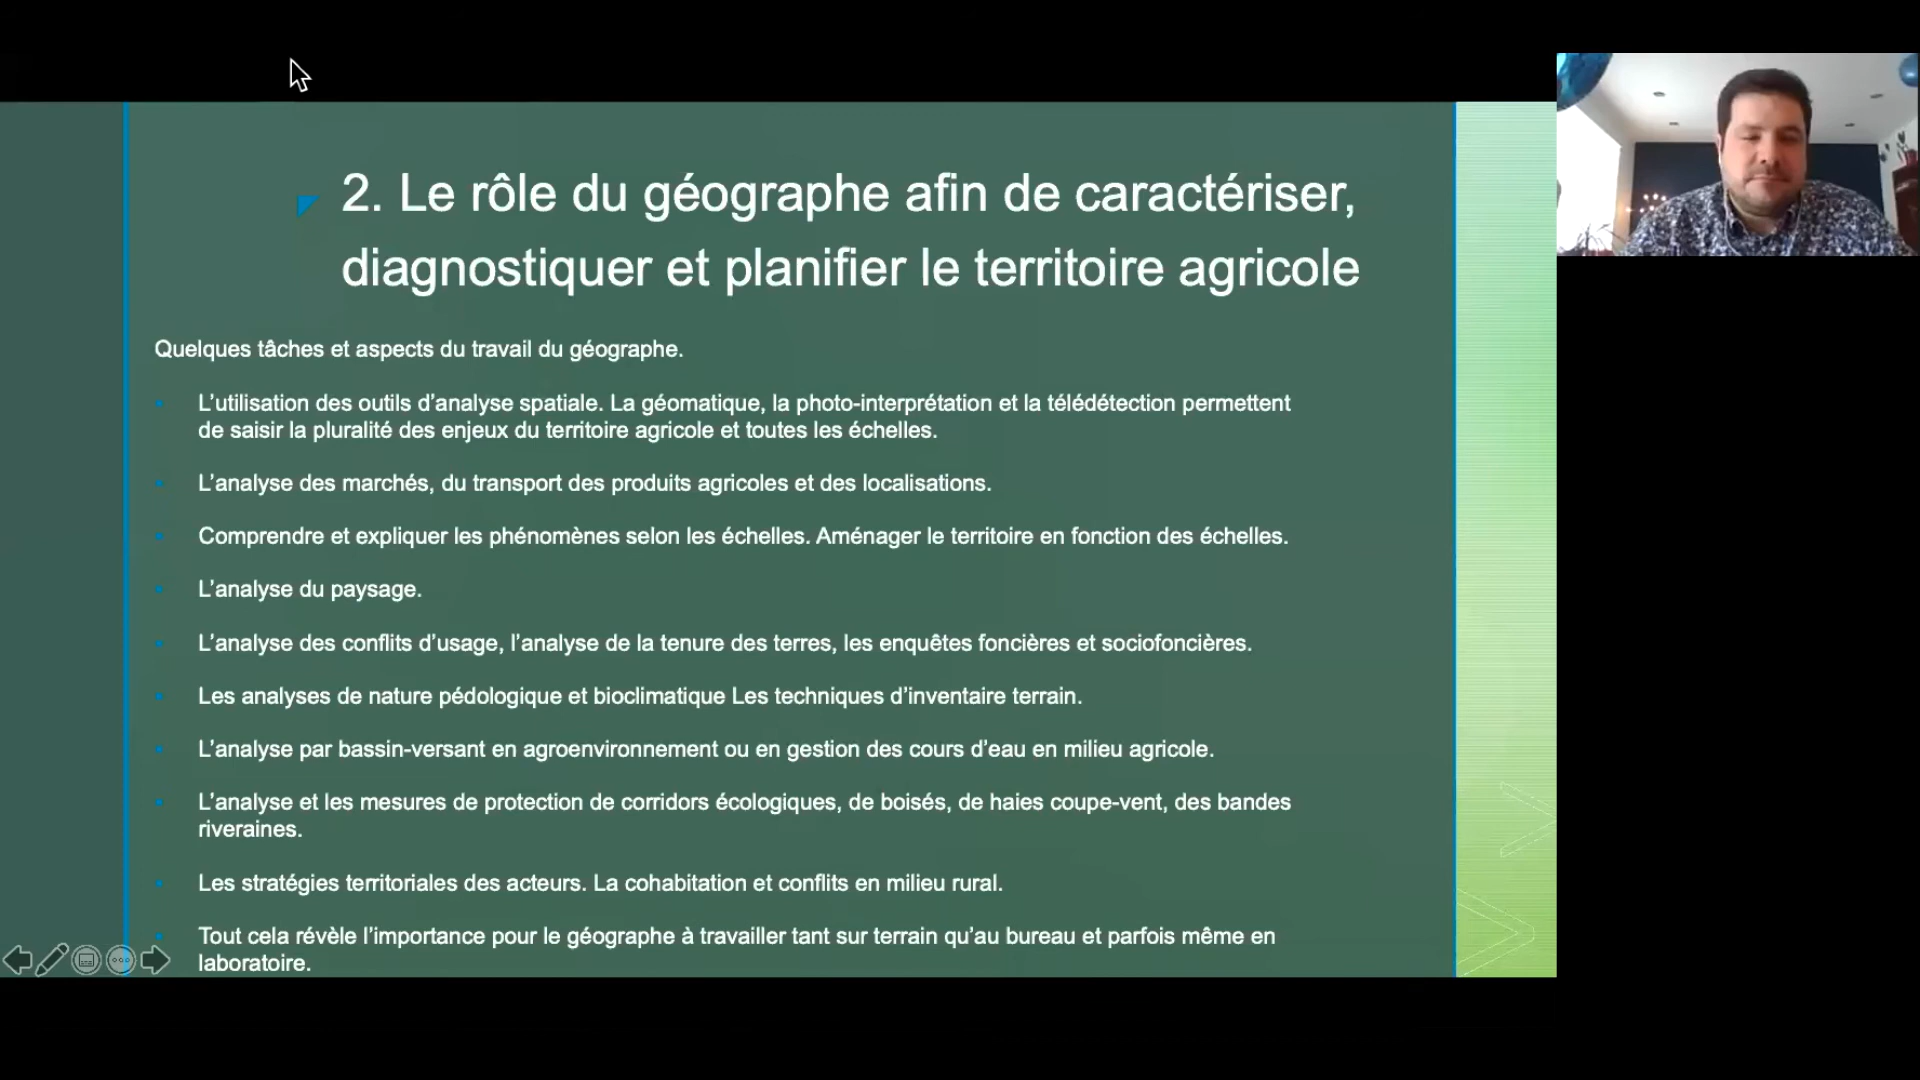 2. Le rôle du géographe afin de caractériser,
diagnostiquer et planifier le territoire agricole
Quelques tâches et aspects du travail du géographe.
L’utilisation des outils d’analyse spatiale. La géomatique, la photo-interprétation et la télédétection permettent
de saisir la pluralité des enjeux du territoire agricole et toutes les échelles.
L’analyse des marchés, du transport des produits agricoles et des localisations.
Comprendre et expliquer les phénomènes selon les échelles. Aménager le territoire en fonction des échelles.
L’analyse du paysage.
L’analyse des conflits d’usage, l’analyse de la tenure des terres, les enquêtes foncières et sociofoncières.
Les analyses de nature pédologique et bioclimatique Les techniques d’inventaire terrain.
L’analyse par bassin-versant en agroenvironnement ou en gestion des cours d’eau en milieu agricole.
L’analyse et les mesures de protection de corridors écologiques, de boisés, de haies coupe-vent, des bandes
riveraines.
Les stratégies territoriales des acteurs. La cohabitation et conflits en milieu rural.
Tout cela révèle l’importance pour le géographe à travailler tant sur terrain qu’au bureau et parfois même en
laboratoire.